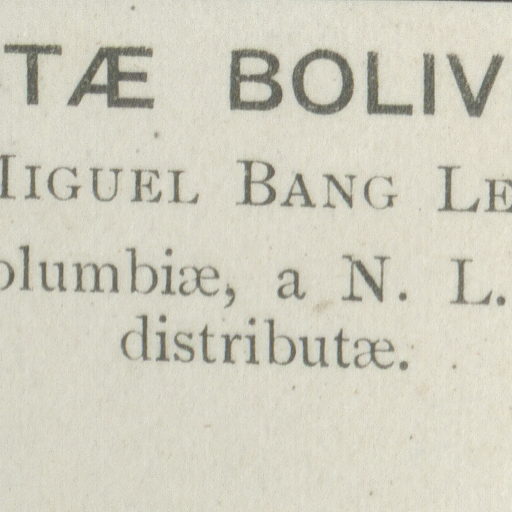 TÆ BOLIV
MIGUEL BANG LE
olumbiæ, a N. L.
distributæ.